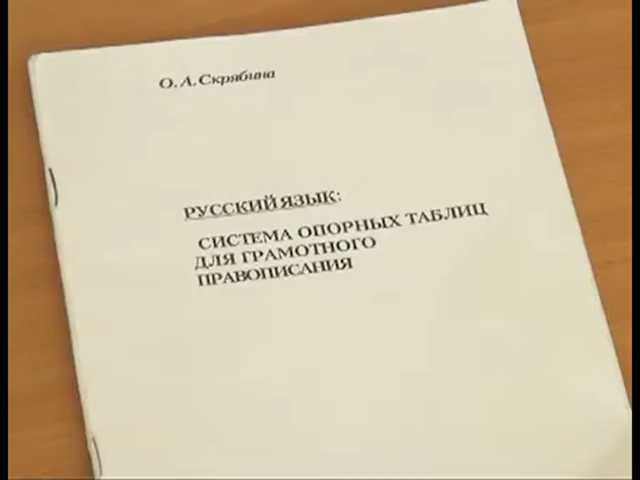 О. А. Скрябина
РУССКИЙ ЯЗЫК:
СИСТЕМА ОПОРНЫХ ТАБЛИЦ
ДЛЯ ГРАМОТНОГО
ПРАВОПИСАНИЯ